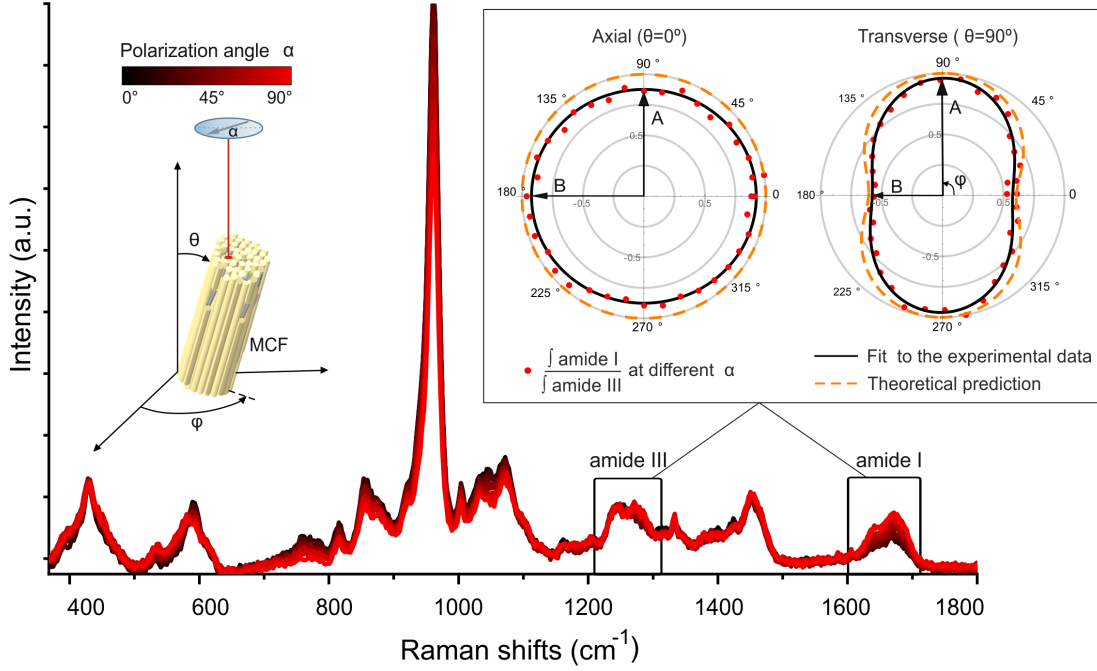 Polarization angle α
0° 45° 90°
α
θ
MCF
φ
Axial (θ=0º)
90 °
135 ° 45 °
A
0.5
180 ° B -0.5 0.5 0
-0.5
225 ° 315 °
270 °
Transverse ( θ=90º)
90 °
135 ° 45 °
A
0.5
φ
180 ° B -0.5 0.5 0
-0.5
225 ° 315 °
270 °
∫ amide I
∫ amide III
at different α
Fit to the experimental data
Theoretical prediction
amide III
amide I
Intensity (a.u.)
400 600 800 1000 1200 1400 1600 1800
Raman shifts (cm⁻¹)